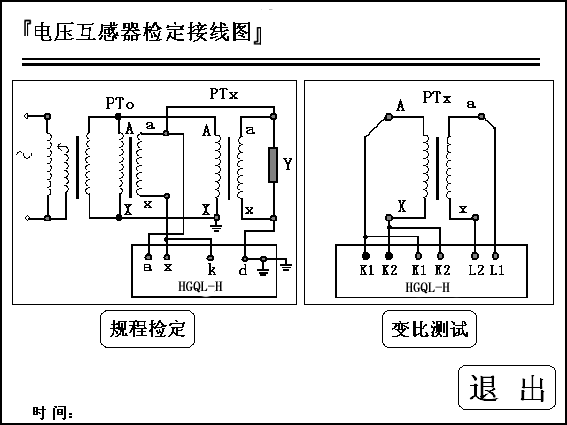 『电压互感器检定接线图』
PTo PTx
A a A a
Y
X x X x
a x k d
HGQL-H
规程检定
PTx
A a
X x
K1 K2 K1 K2 L2 L1
HGQL-H
变比测试
退 出
时 间: